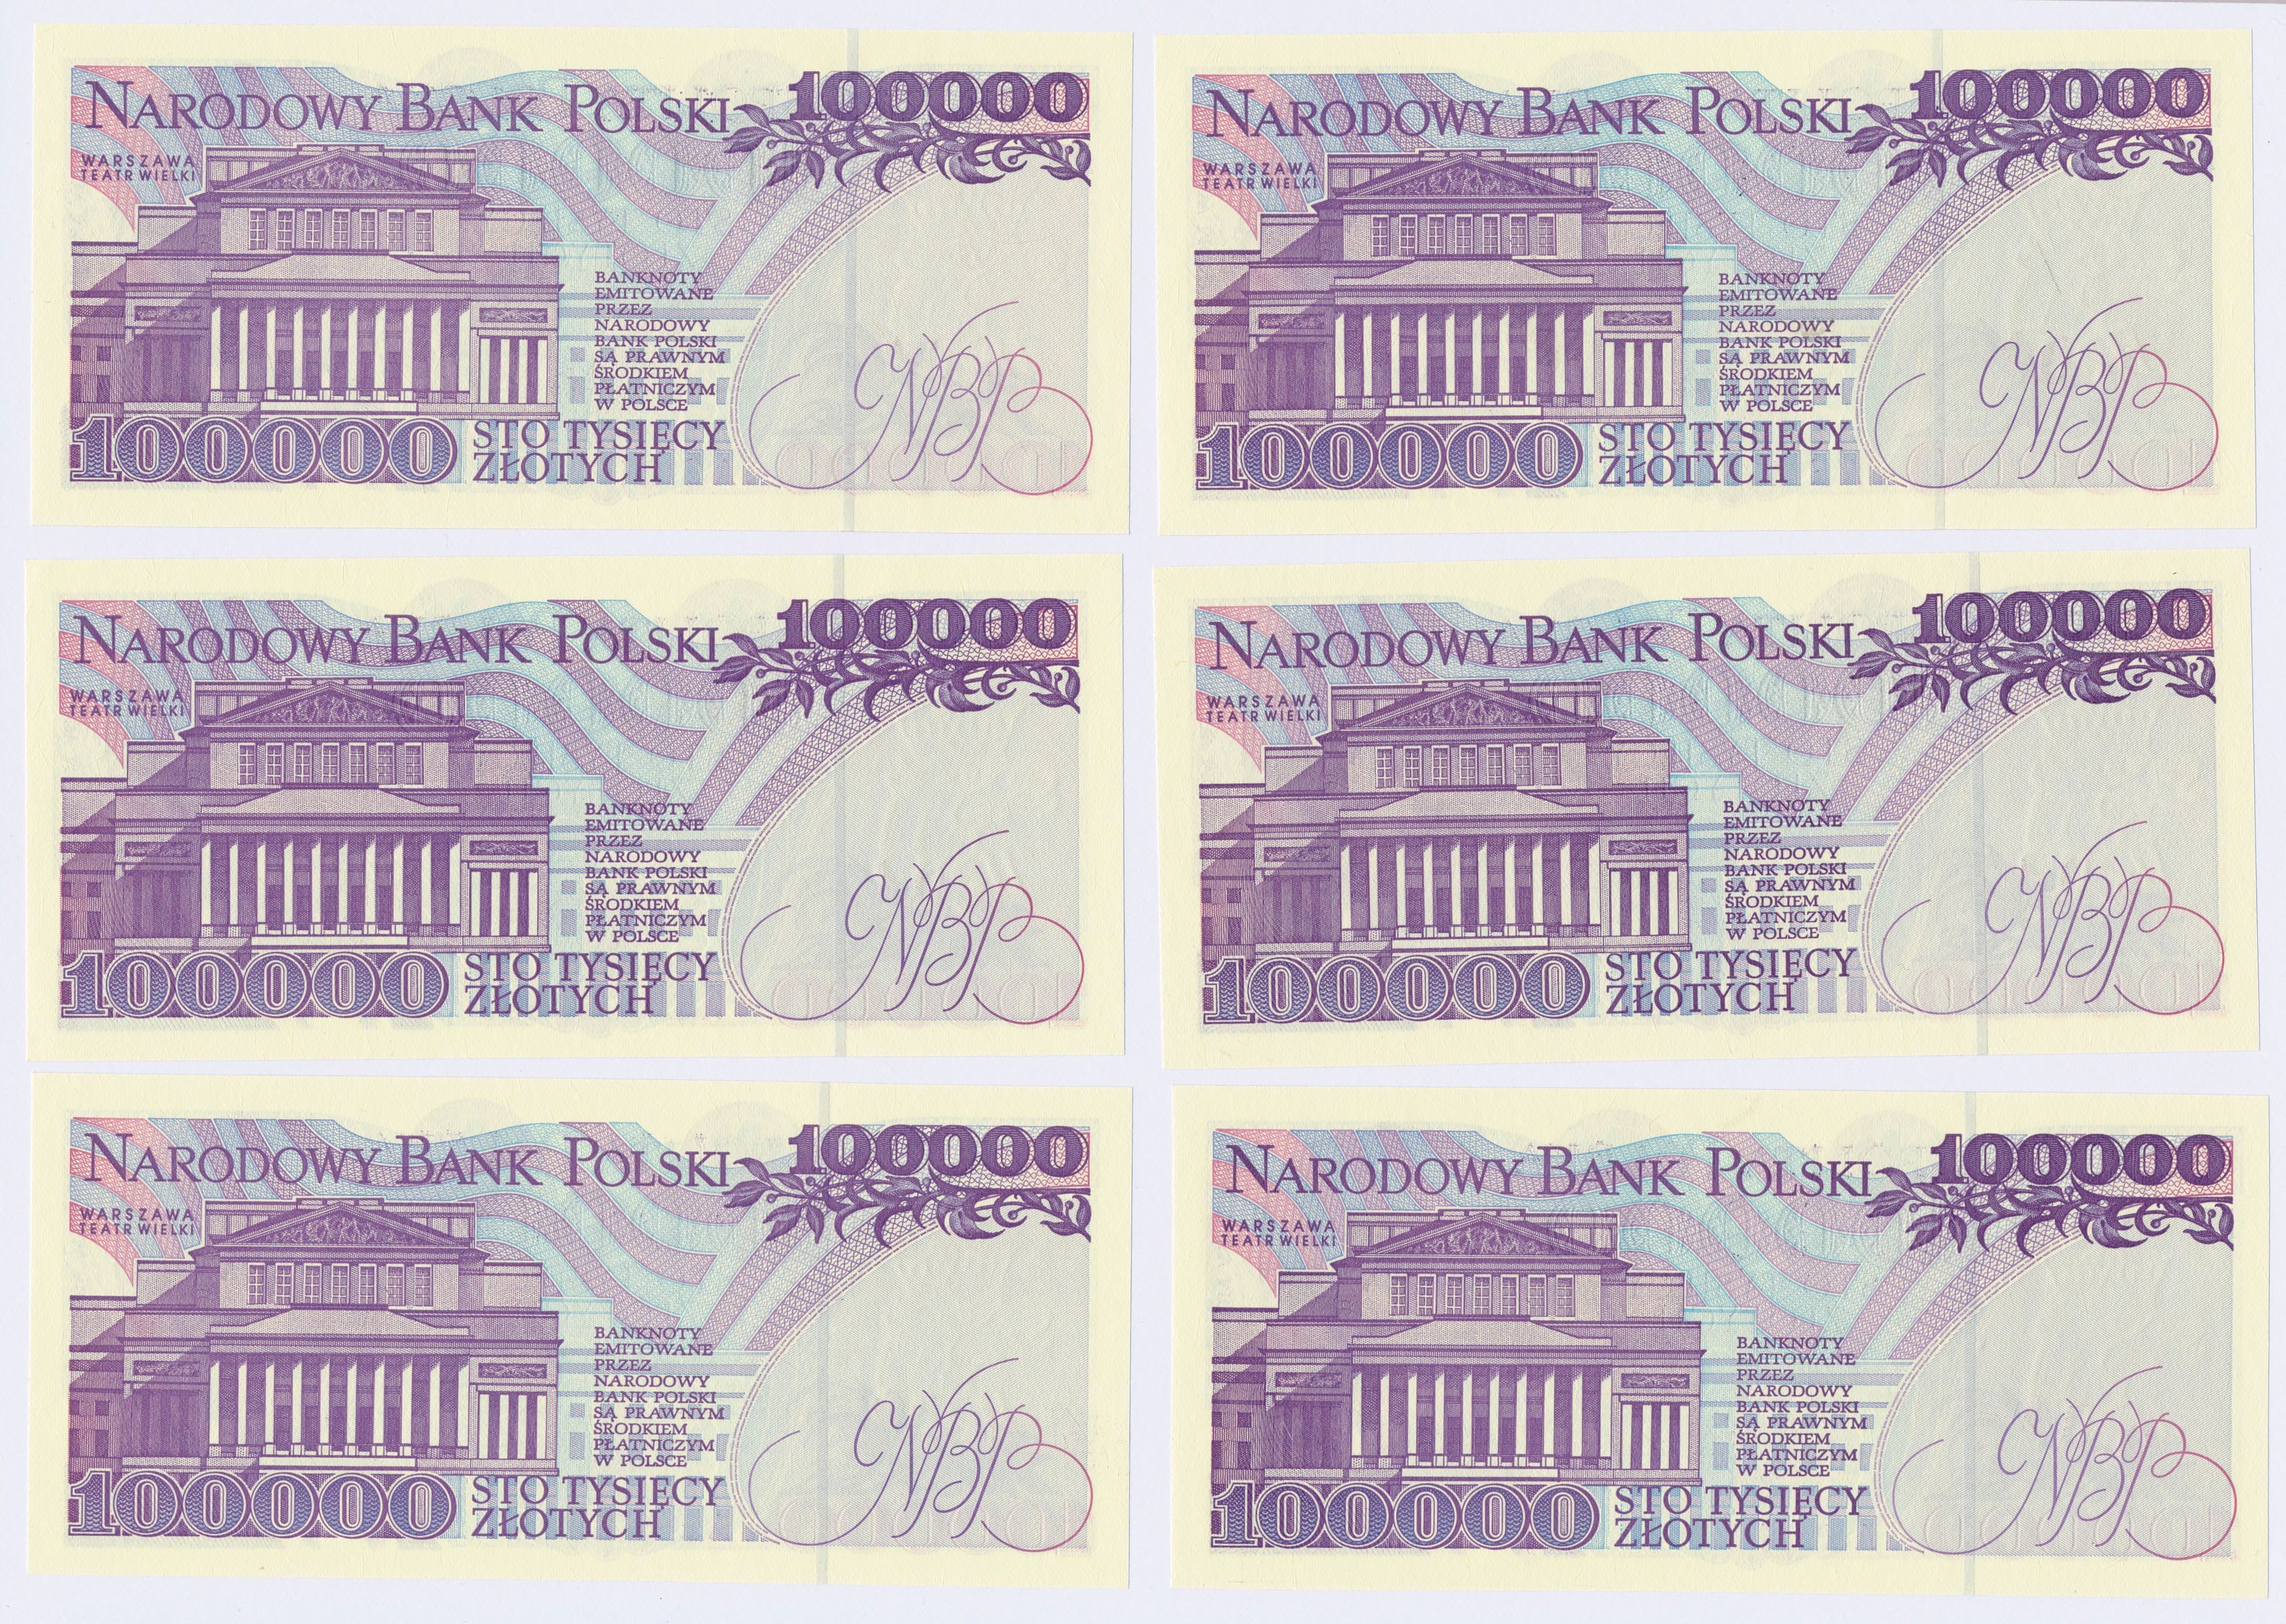 NARODOWY BANK POLSKI 100000
WARSZAWA
TEATR WIELKI
BANKNOTY
EMITOWANE
PRZEZ
NARODOWY
BANK POLSKI
SĄ PRAWNYM
ŚRODKIEM
PŁATNICZYM
W POLSCE
NBP
100000 STO TYSIĘCY
ZŁOTYCH
NARODOWY BANK POLSKI 100000
WARSZAWA
TEATR WIELKI
BANKNOTY
EMITOWANE
PRZEZ
NARODOWY
BANK POLSKI
SĄ PRAWNYM
ŚRODKIEM
PŁATNICZYM
W POLSCE
NBP
100000 STO TYSIĘCY
ZŁOTYCH
NARODOWY BANK POLSKI 100000
WARSZAWA
TEATR WIELKI
BANKNOTY
EMITOWANE
PRZEZ
NARODOWY
BANK POLSKI
SĄ PRAWNYM
ŚRODKIEM
PŁATNICZYM
W POLSCE
NBP
100000 STO TYSIĘCY
ZŁOTYCH
NARODOWY BANK POLSKI 100000
WARSZAWA
TEATR WIELKI
BANKNOTY
EMITOWANE
PRZEZ
NARODOWY
BANK POLSKI
SĄ PRAWNYM
ŚRODKIEM
PŁATNICZYM
W POLSCE
NBP
100000 STO TYSIĘCY
ZŁOTYCH
NARODOWY BANK POLSKI 100000
WARSZAWA
TEATR WIELKI
BANKNOTY
EMITOWANE
PRZEZ
NARODOWY
BANK POLSKI
SĄ PRAWNYM
ŚRODKIEM
PŁATNICZYM
W POLSCE
NBP
100000 STO TYSIĘCY
ZŁOTYCH
NARODOWY BANK POLSKI 100000
WARSZAWA
TEATR WIELKI
BANKNOTY
EMITOWANE
PRZEZ
NARODOWY
BANK POLSKI
SĄ PRAWNYM
ŚRODKIEM
PŁATNICZYM
W POLSCE
NBP
100000 STO TYSIĘCY
ZŁOTYCH